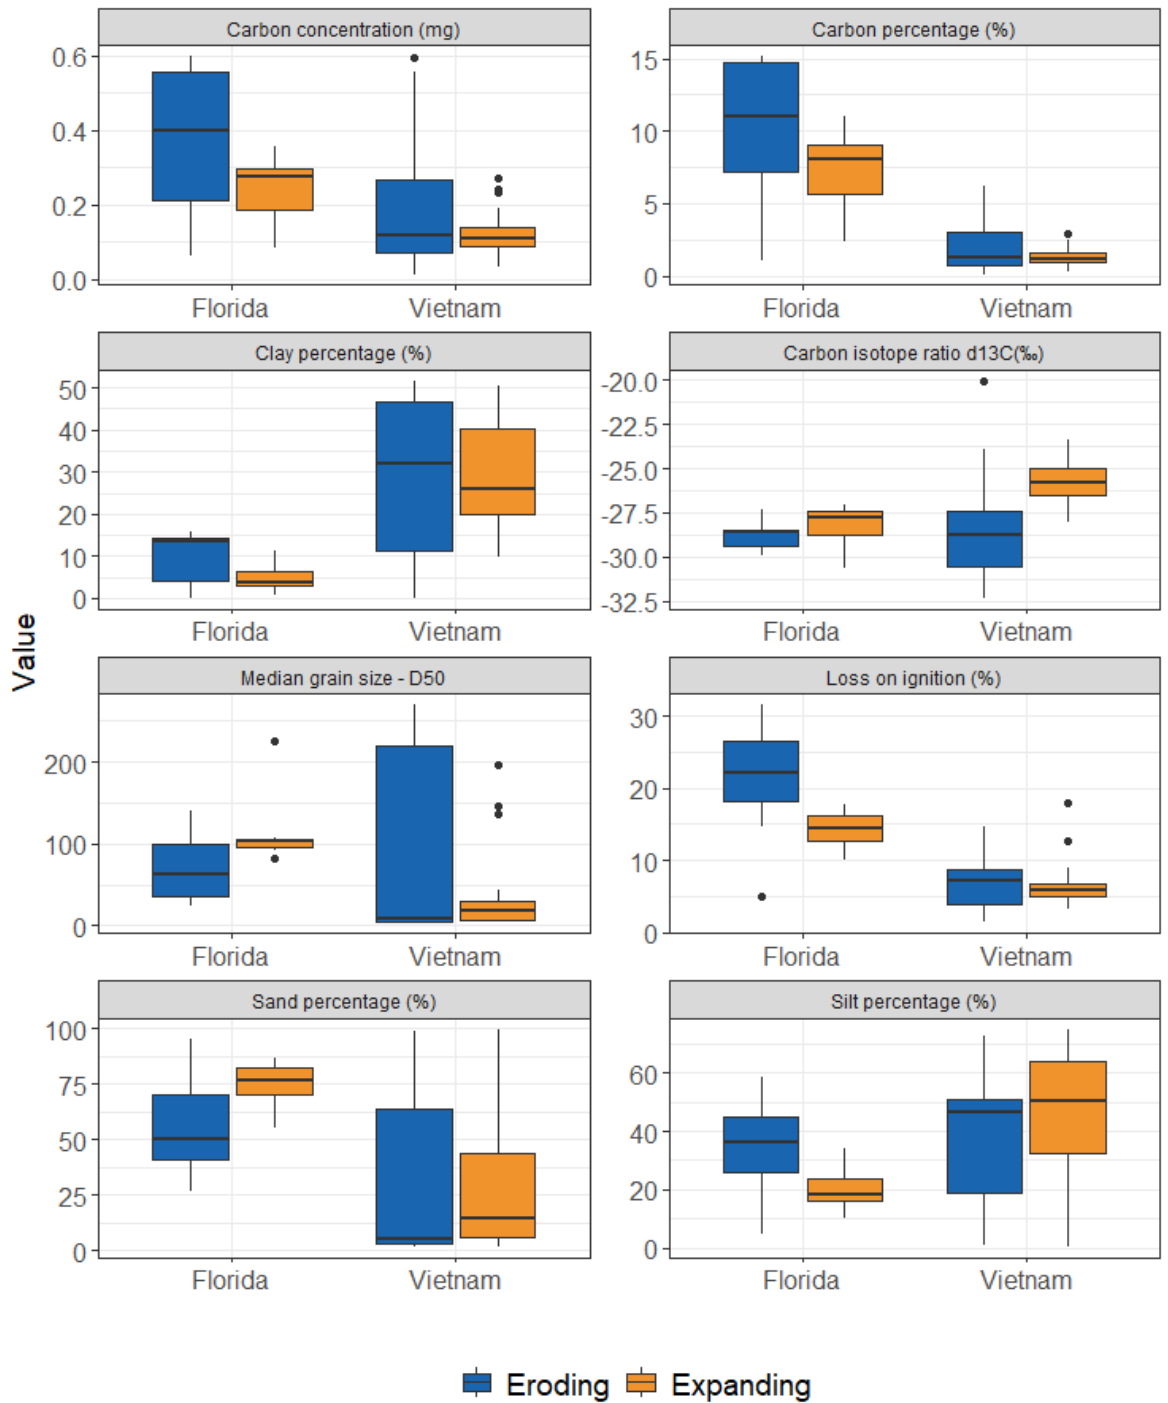 Carbon concentration (mg)
Carbon percentage (%)
0.6
0.4
0.2
0.0
15
10
5
0
Florida
Vietnam
Florida
Vietnam
Clay percentage (%)
Carbon isotope ratio d13C(‰)
50
40
30
20
10
0
-20.0
-22.5
-25.0
-27.5
-30.0
-32.5
Florida
Vietnam
Florida
Vietnam
Value
Median grain size - D50
Loss on ignition (%)
200
100
0
30
20
10
0
Florida
Vietnam
Florida
Vietnam
Sand percentage (%)
Silt percentage (%)
100
75
50
25
0
60
40
20
0
Florida
Vietnam
Florida
Vietnam
Eroding
Expanding